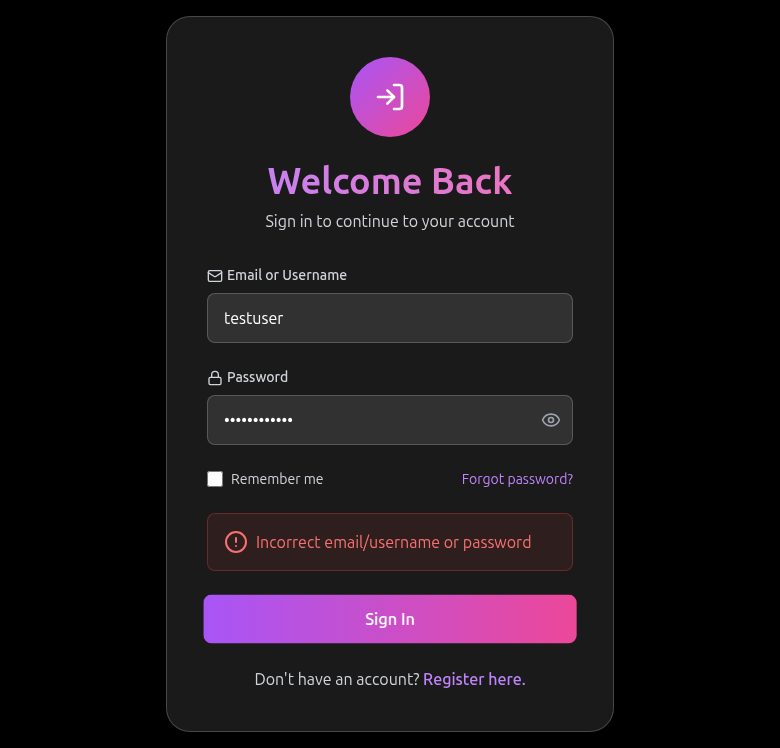 Welcome Back
Sign in to continue to your account
Email or Username
testuser
Password
••••••••••••
Remember me
Forgot password?
Incorrect email/username or password
Sign In
Don't have an account? Register here.